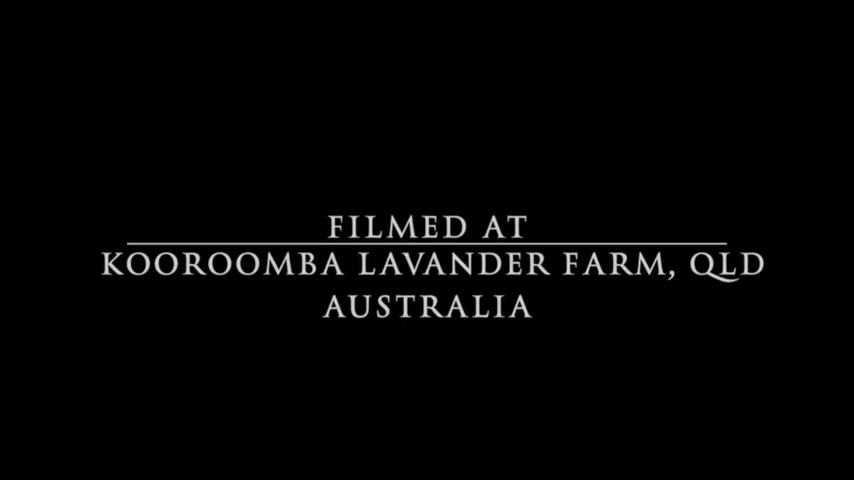 FILMED AT
KOOROOMBA LAVANDER FARM, QLD
AUSTRALIA